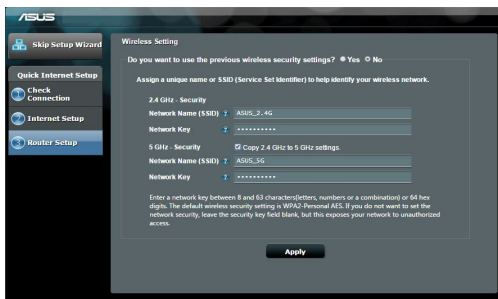 ASUS
Skip Setup Wizard
Quick Internet Setup
1 Check Connection
2 Internet Setup
3 Router Setup
Wireless Setting
Do you want to use the previous wireless security settings? Yes No
Assign a unique name or SSID (Service Set Identifier) to help identify your wireless network.
2.4 GHz - Security
Network Name (SSID) ? ASUS_2.4G
Network Key ? ••••••••••
5 GHz - Security Copy 2.4 GHz to 5 GHz settings.
Network Name (SSID) ? ASUS_5G
Network Key ? ••••••••••
Enter a network key between 8 and 63 characters(letters, numbers or a combination) or 64 hex
digits. The default wireless security setting is WPA2-Personal AES. If you do not want to set the
network security, leave the security key field blank, but this exposes your network to unauthorized
access.
Apply